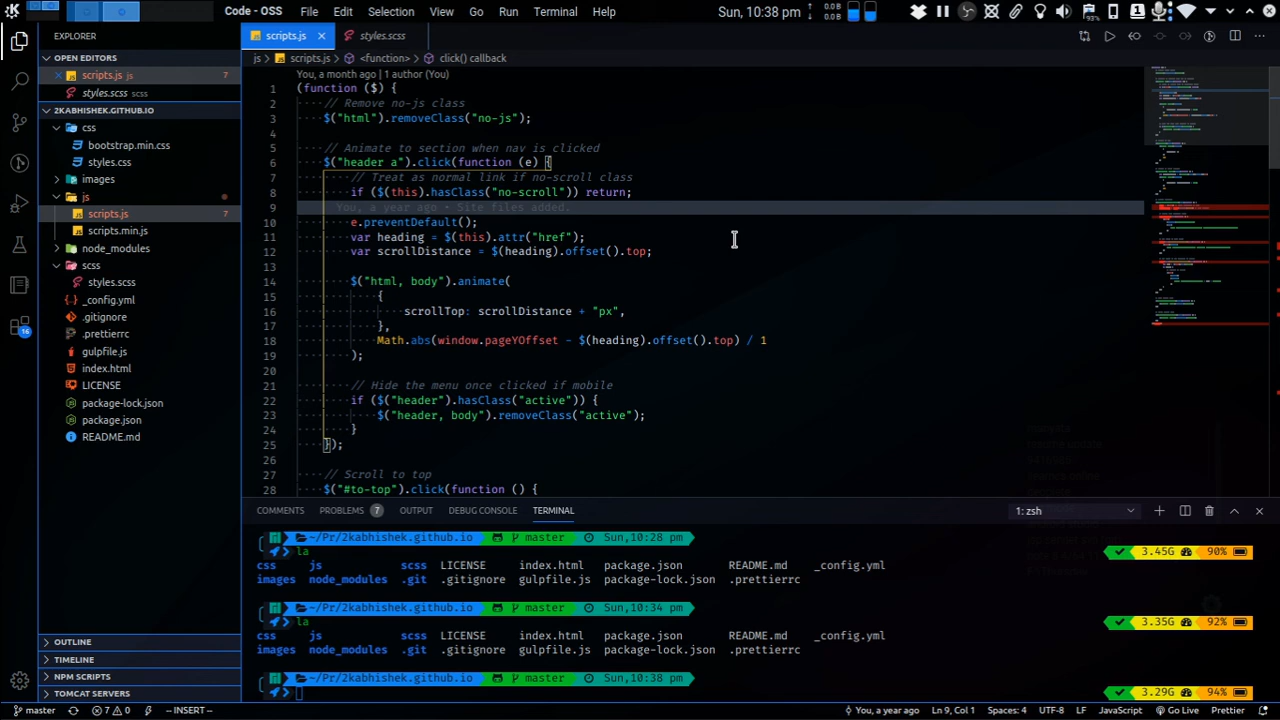 Code - OSS File Edit Selection View Go Run Terminal Help Sun, 10:38 pm 0.0 B 0.0 B 93% 1
EXPLORER
scripts.js styles.scss
OPEN EDITORS
js > scripts.js > <function> > click() callback
scripts.js js 7
styles.scss
2KABHISHEK.GITHUB.IO
css
bootstrap.min.css
styles.css
images
js
scripts.js 7
scripts.min.js
node_modules
scss
styles.scss
_config.yml
.gitignore
.prettierrc
gulpfile.js
index.html
LICENSE
package-lock.json
package.json
README.md
OUTLINE
TIMELINE
NPM SCRIPTS
TOMCAT SERVERS
16
You, a month ago | 1 author (You)
1 (function ($) {
2 // Remove no-js class
3 $("html").removeClass("no-js");
4
5 // Animate to section when nav is clicked
6 $("header a").click(function (e) {
7 // Treat as normal link if no-scroll class
8 if ($(this).hasClass("no-scroll")) return;
9 You, a year ago • Site files added.
10 e.preventDefault();
11 var heading = $(this).attr("href");
12 var scrollDistance = $(heading).offset().top;
13
14 $("html, body").animate(
15 {
16 scrollTop: scrollDistance + "px",
17 },
18 Math.abs(window.pageYOffset - $(heading).offset().top) / 1
19 );
20
21 // Hide the menu once clicked if mobile
22 if ($("header").hasClass("active")) {
23 $("header, body").removeClass("active");
24 }
25 });
26
27 // Scroll to top
28 $("#to-top").click(function () {
COMMENTS PROBLEMS 7 OUTPUT DEBUG CONSOLE TERMINAL 1: zsh
~/Pr/2kabhishek.github.io master Sun,10:28 pm
la 3.45G 90%
css js scss LICENSE index.html package.json README.md _config.yml
images node_modules .git .gitignore gulpfile.js package-lock.json .prettierrc
~/Pr/2kabhishek.github.io master Sun,10:34 pm
la 3.35G 92%
css js scss LICENSE index.html package.json README.md _config.yml
images node_modules .git .gitignore gulpfile.js package-lock.json .prettierrc
~/Pr/2kabhishek.github.io master Sun,10:38 pm
3.29G 94%
master 7 0 -- INSERT -- You, a year ago Ln 9, Col 1 Spaces: 4 UTF-8 LF JavaScript Go Live Prettier